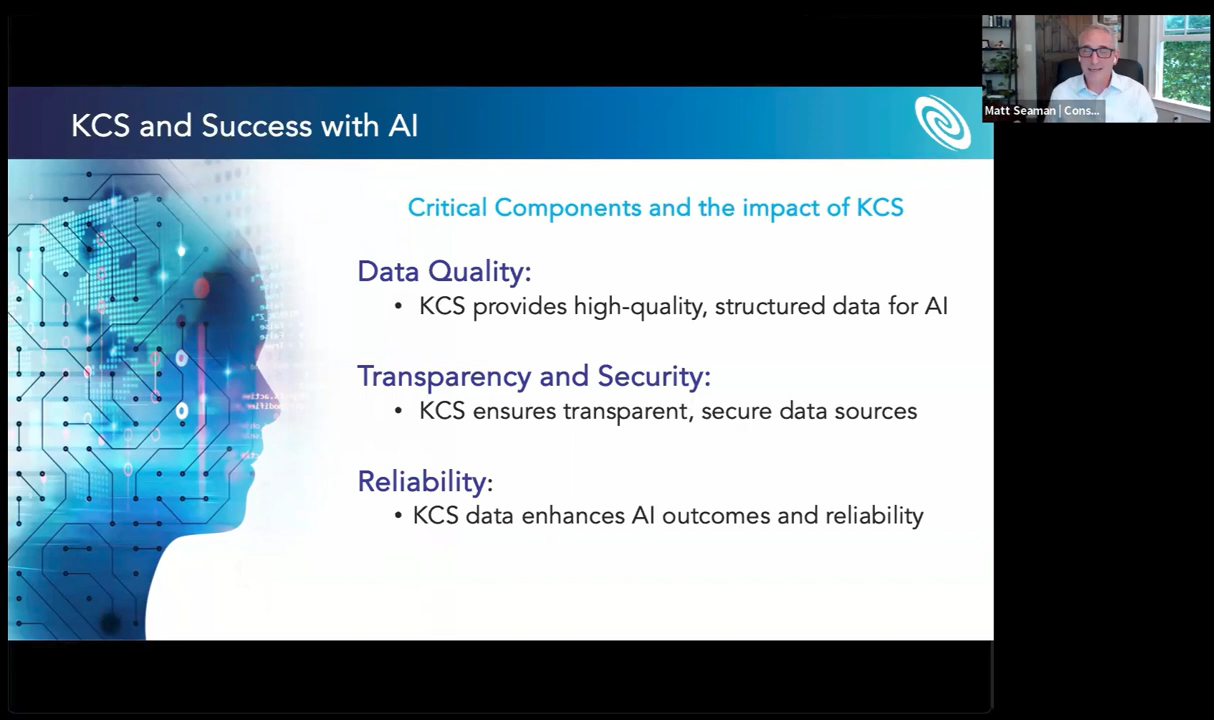 KCS and Success with AI
Matt Seaman | Cons...
Critical Components and the impact of KCS
Data Quality:
• KCS provides high-quality, structured data for AI
Transparency and Security:
• KCS ensures transparent, secure data sources
Reliability:
• KCS data enhances AI outcomes and reliability